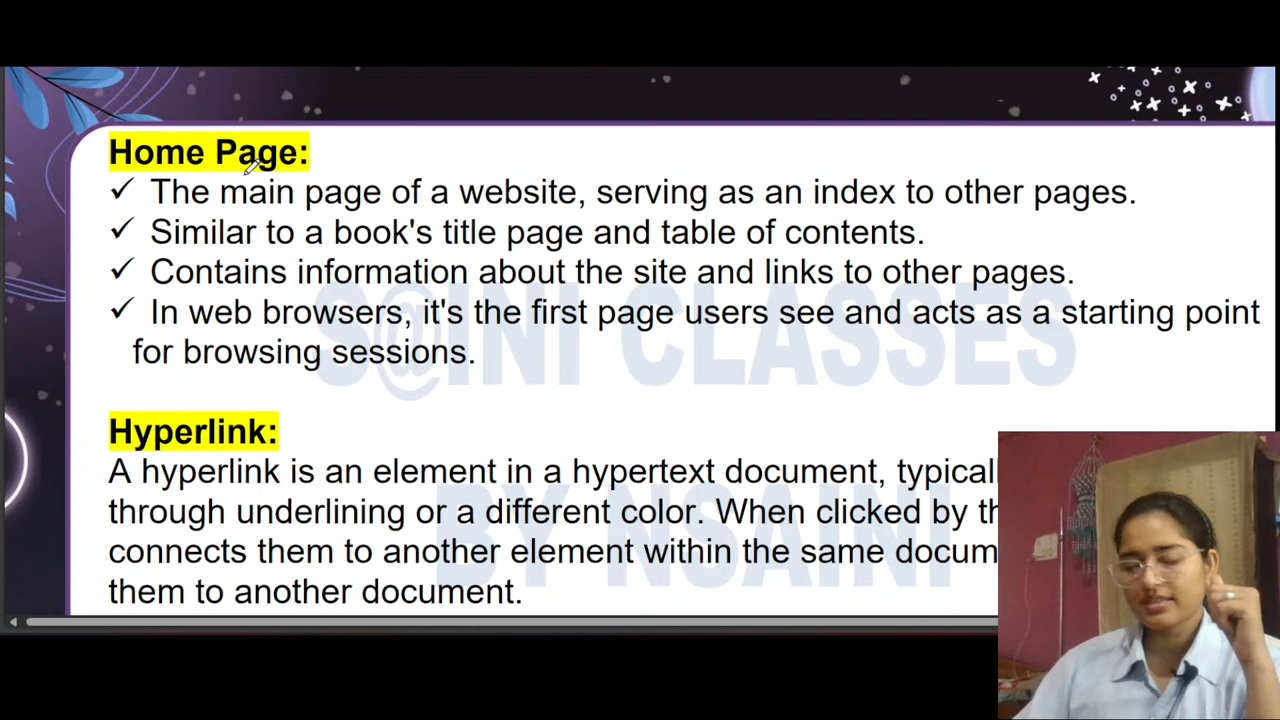 Home Page:
✓ The main page of a website, serving as an index to other pages.
✓ Similar to a book's title page and table of contents.
✓ Contains information about the site and links to other pages.
✓ In web browsers, it's the first page users see and acts as a starting point
for browsing sessions.
S@INI CLASSES
Hyperlink:
A hyperlink is an element in a hypertext document,
through underlining or a different color. When clicked by
connects them to another element within the same
them to another document.
BY NSAINI